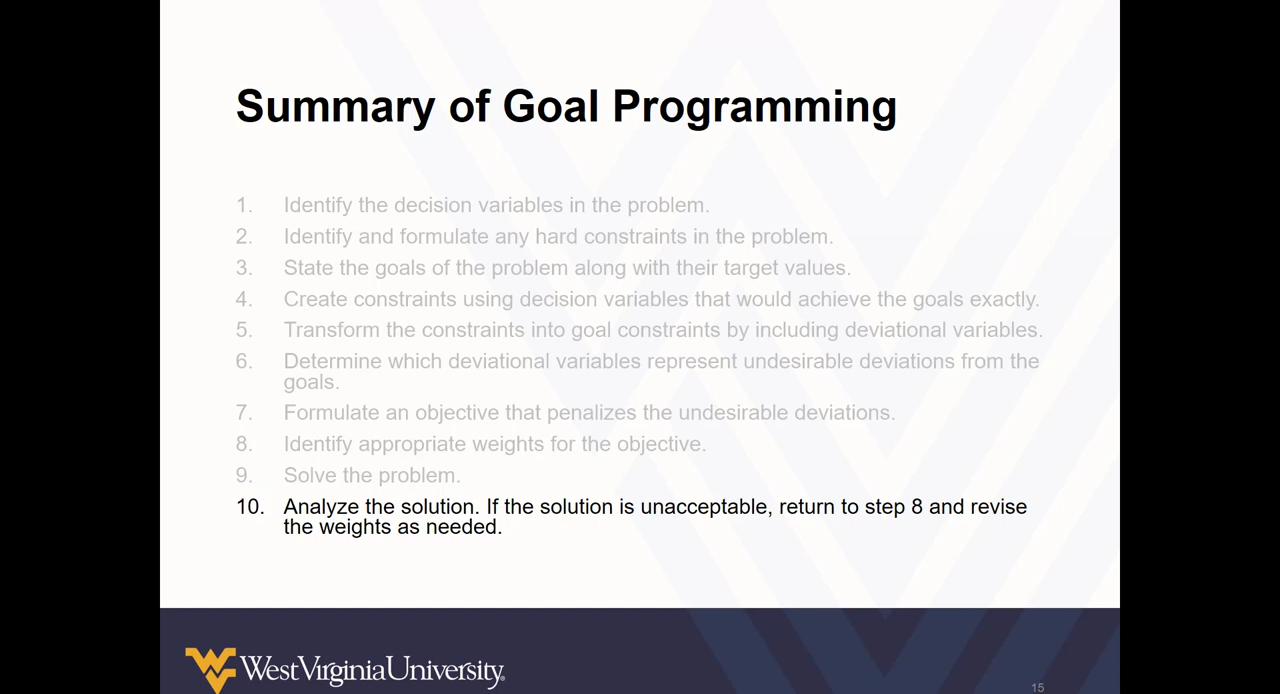 Summary of Goal Programming
1. Identify the decision variables in the problem.
2. Identify and formulate any hard constraints in the problem.
3. State the goals of the problem along with their target values.
4. Create constraints using decision variables that would achieve the goals exactly.
5. Transform the constraints into goal constraints by including deviational variables.
6. Determine which deviational variables represent undesirable deviations from the
goals.
7. Formulate an objective that penalizes the undesirable deviations.
8. Identify appropriate weights for the objective.
9. Solve the problem.
10. Analyze the solution. If the solution is unacceptable, return to step 8 and revise
the weights as needed.
WestVirginiaUniversity®
15